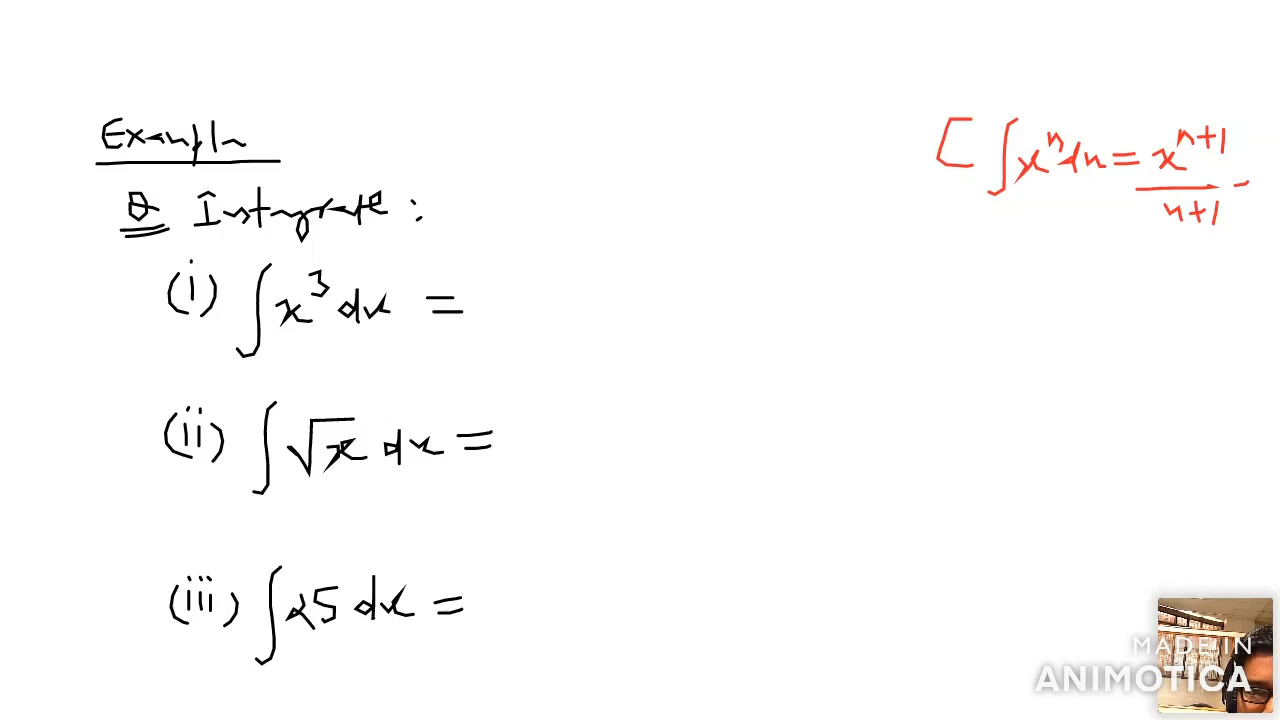 Example
Q Integrate :
[ ∫xⁿ dx = xⁿ⁺¹/n+1 -
(i) ∫x³ dx =
(ii) ∫√x dx =
(iii) ∫25 dx =
MADE IN
ANIMOTICA